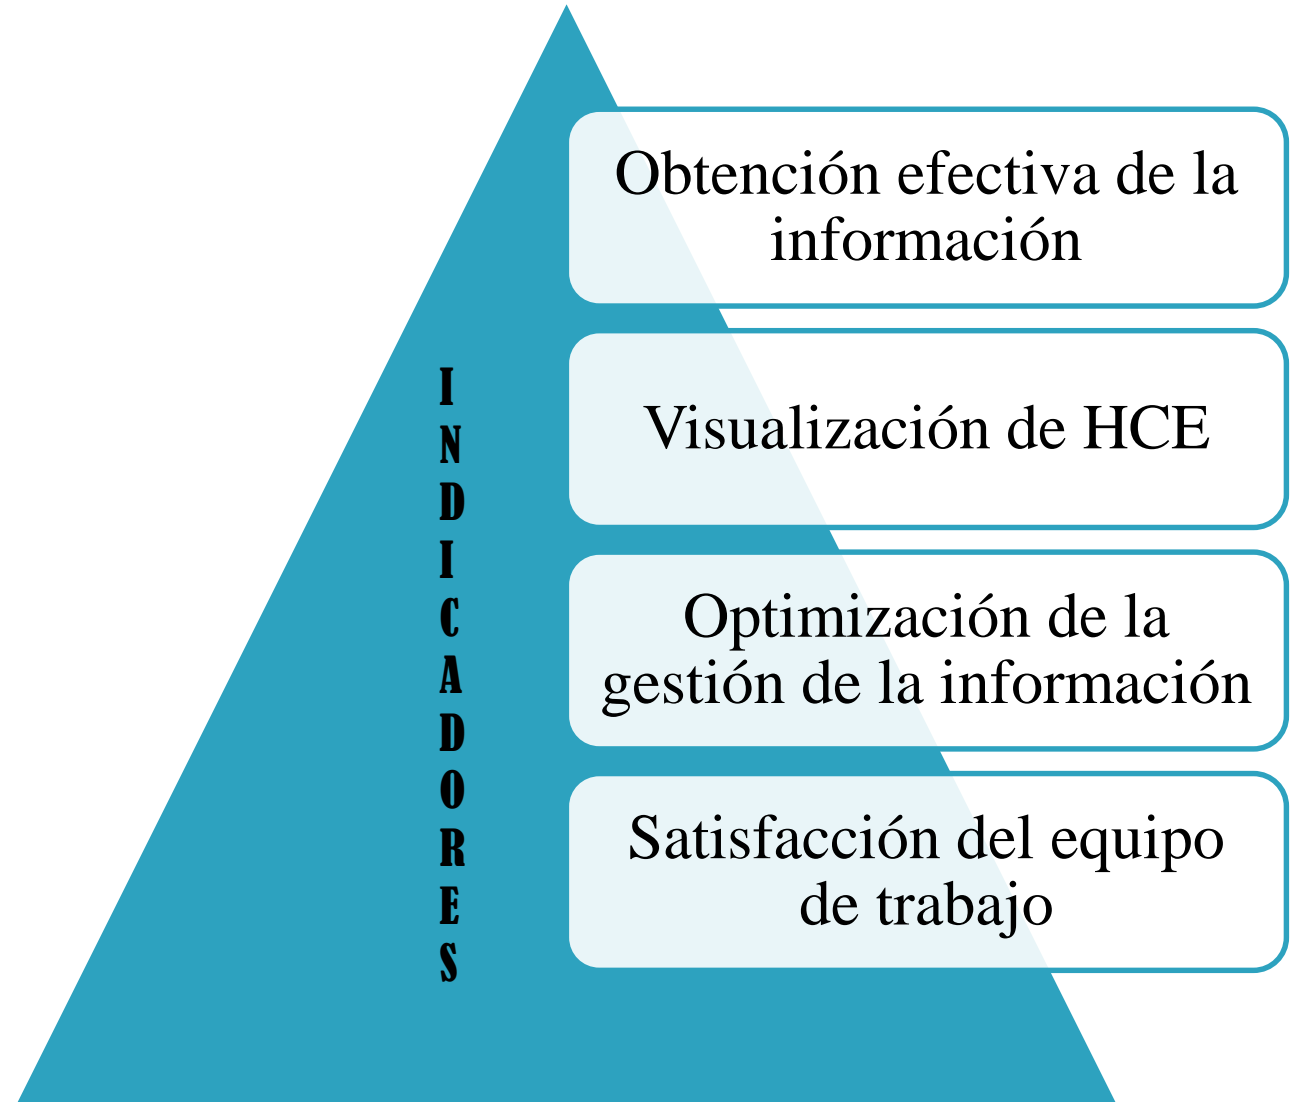 INDICADORES
Obtención efectiva de la
información
Visualización de HCE
Optimización de la
gestión de la información
Satisfacción del equipo
de trabajo